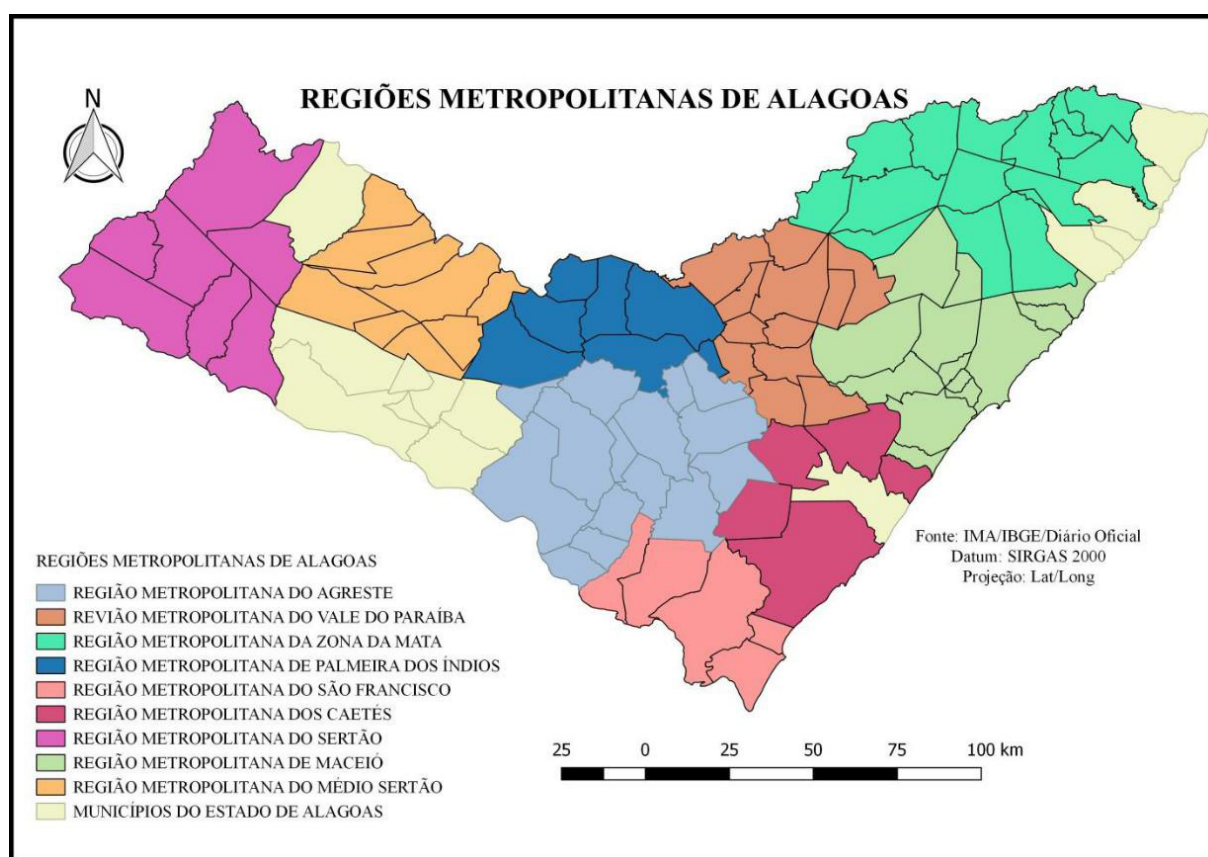 REGIÕES METROPOLITANAS DE ALAGOAS
N
Fonte: IMA/IBGE/Diário Oficial
Datum: SIRGAS 2000
Projeção: Lat/Long
REGIÕES METROPOLITANAS DE ALAGOAS
REGIÃO METROPOLITANA DO AGRESTE
REVIÃO METROPOLITANA DO VALE DO PARAÍBA
REGIÃO METROPOLITANA DA ZONA DA MATA
REGIÃO METROPOLITANA DE PALMEIRA DOS ÍNDIOS
REGIÃO METROPOLITANA DO SÃO FRANCISCO
REGIÃO METROPOLITANA DOS CAETÉS
REGIÃO METROPOLITANA DO SERTÃO
REGIÃO METROPOLITANA DE MACEIÓ
REGIÃO METROPOLITANA DO MÉDIO SERTÃO
MUNICÍPIOS DO ESTADO DE ALAGOAS
25 0 25 50 75 100 km